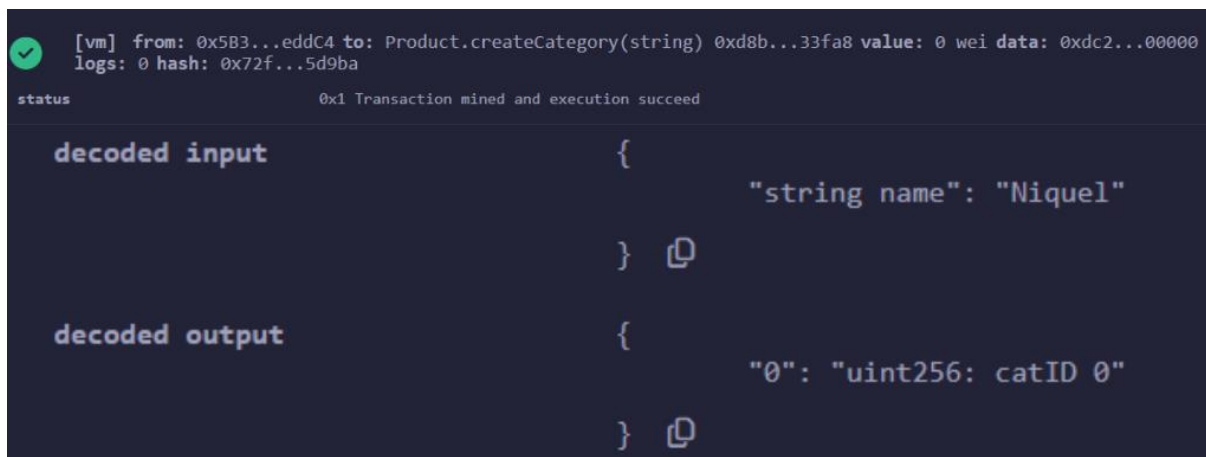 [vm] from: 0x5B3...eddC4 to: Product.createCategory(string) 0xd8b...33fa8 value: 0 wei data: 0xdc2...00000
logs: 0 hash: 0x72f...5d9ba
status 0x1 Transaction mined and execution succeed
decoded input {
"string name": "Niquel"
}
decoded output {
"0": "uint256: catID 0"
}